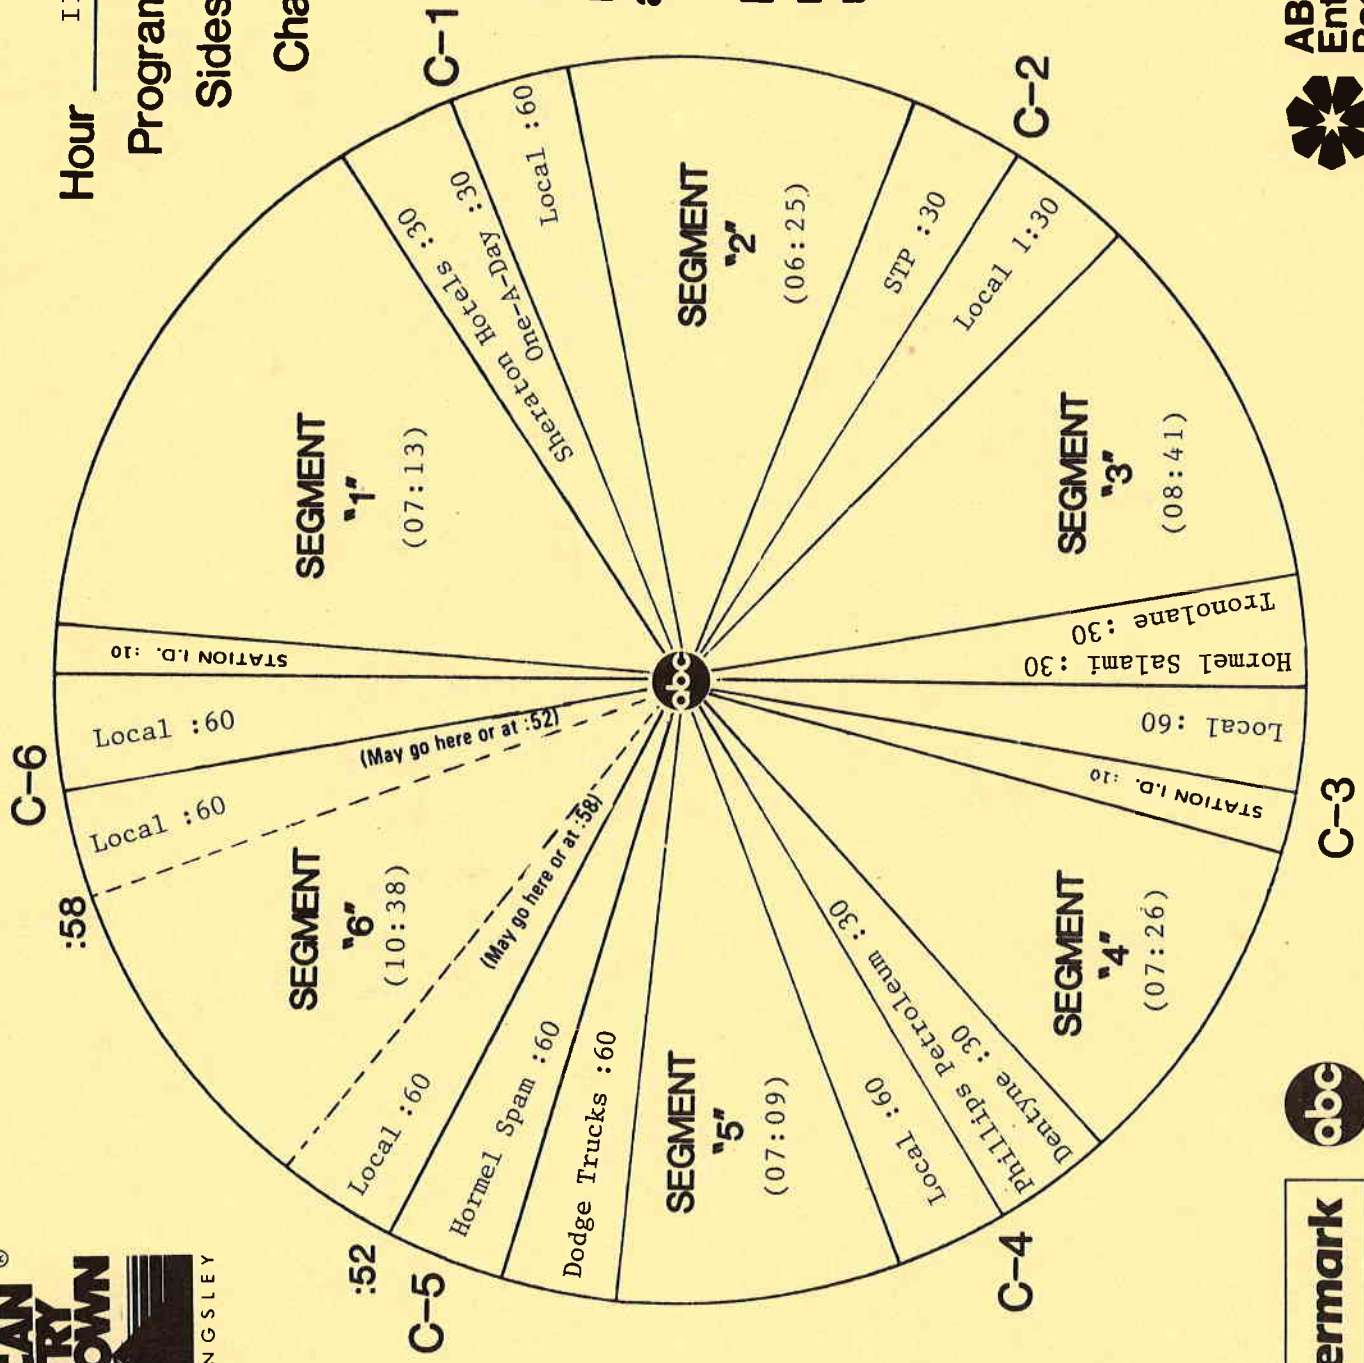 Hour
C-1
Local :60
SEGMENT
"1"
(07:13)
Sheraton Hotels :30
One-A-Day :30
C-2
SEGMENT
"2"
(06:25)
STP :30
Local 1:30
SEGMENT
"3"
(08:41)
Tronolane :30
Hormel Salami :30
Local :60
STATION I.D. :10
C-3
SEGMENT
"4"
(07:26)
Dentyne :30
Phillips Petroleum :30
Local :60
C-4
SEGMENT
"5"
(07:09)
Dodge Trucks :60
Hormel Spam :60
C-5
:52
Local :60
(May go here or at :58)
SEGMENT
"6"
(10:38)
:58
Local :60
(May go here or at :52)
Local :60
C-6
STATION I.D. :10
abc
abc